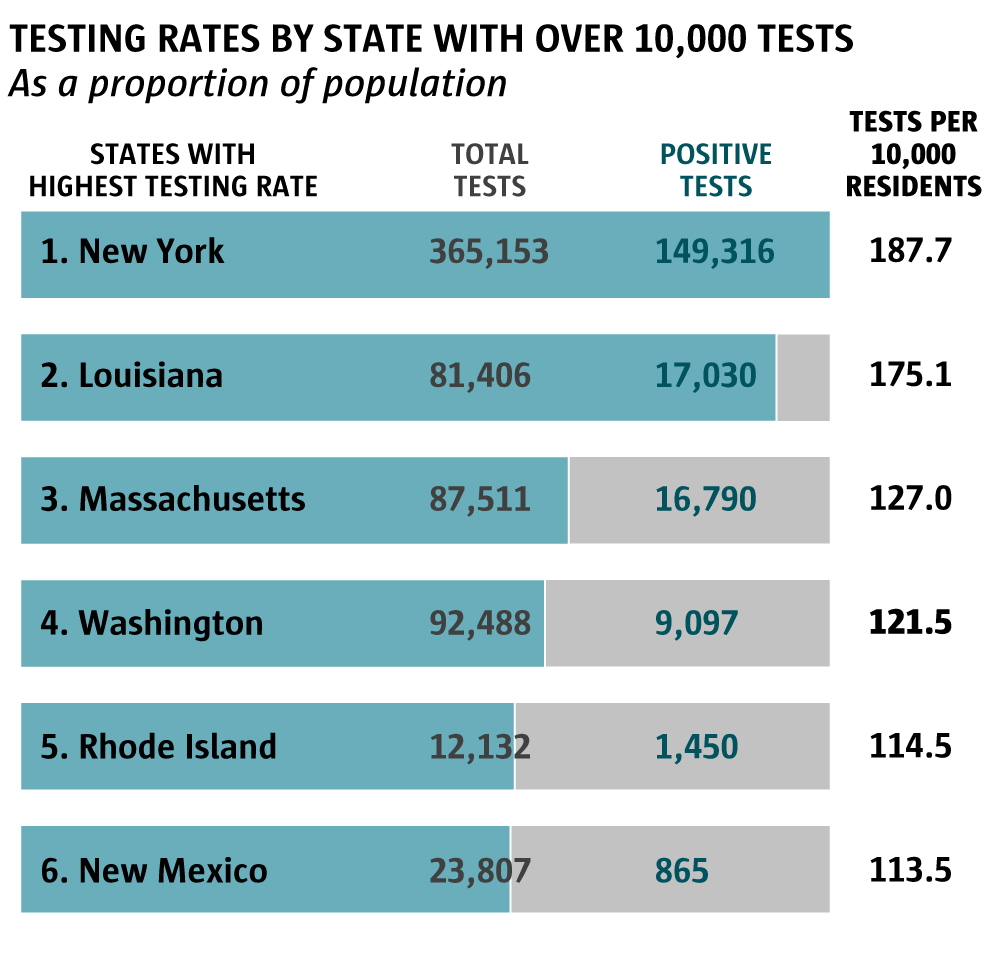 TESTING RATES BY STATE WITH OVER 10,000 TESTS
As a proportion of population
STATES WITH
HIGHEST TESTING RATE
TOTAL
TESTS
POSITIVE
TESTS
TESTS PER
10,000
RESIDENTS
1. New York 365,153 149,316 187.7
2. Louisiana 81,406 17,030 175.1
3. Massachusetts 87,511 16,790 127.0
4. Washington 92,488 9,097 121.5
5. Rhode Island 12,132 1,450 114.5
6. New Mexico 23,807 865 113.5